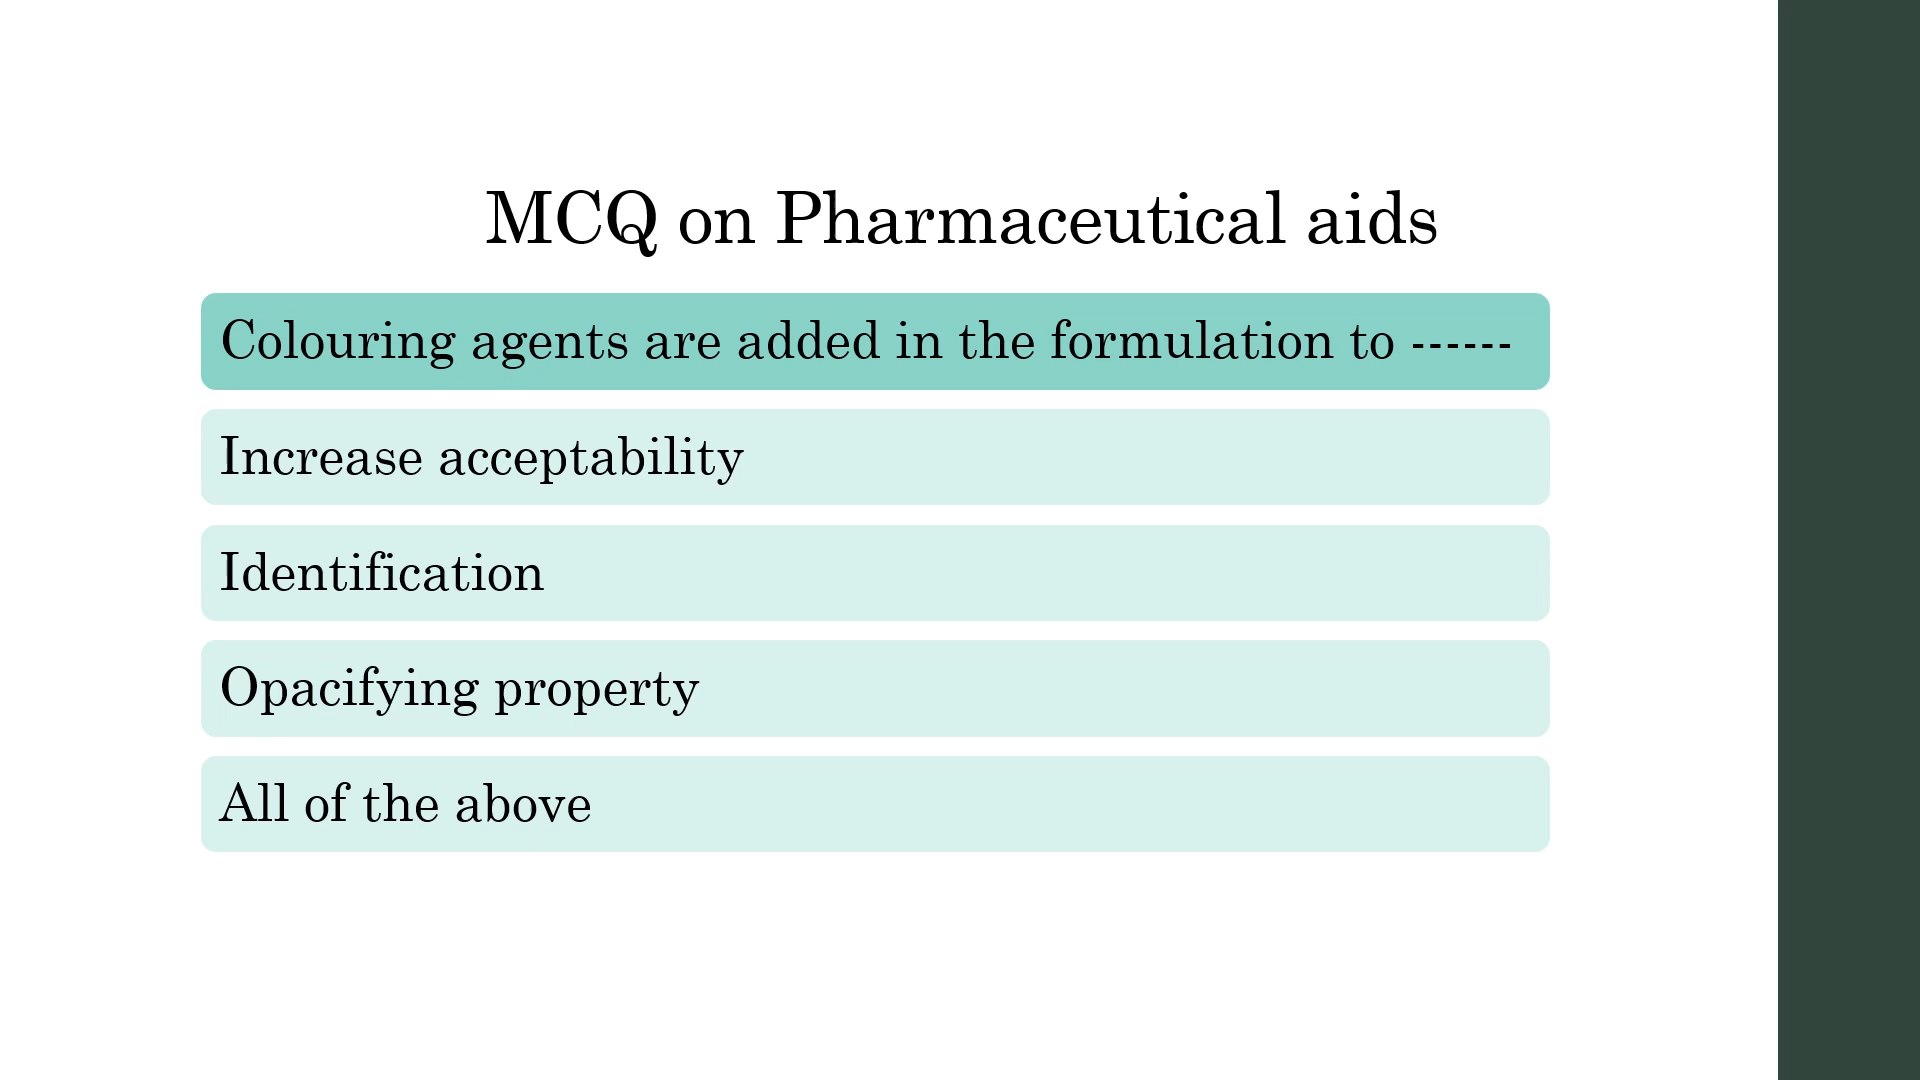 MCQ on Pharmaceutical aids
Colouring agents are added in the formulation to ------
Increase acceptability
Identification
Opacifying property
All of the above